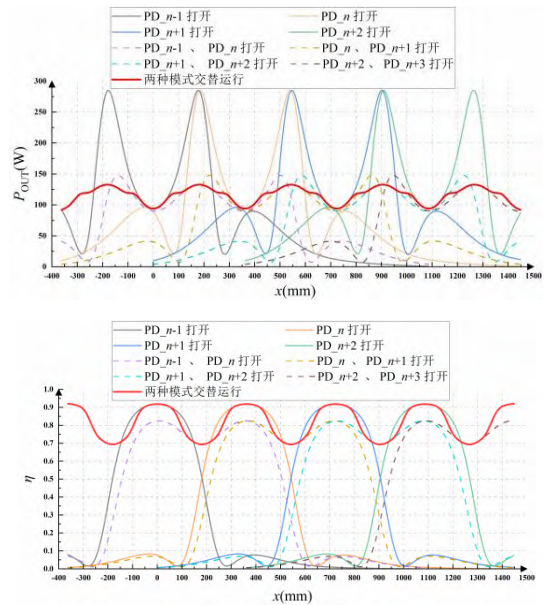 PD_n-1 打开 PD_n 打开
PD_n+1 打开 PD_n+2 打开
PD_n-1 、 PD_n 打开 PD_n 、 PD_n+1 打开
PD_n+1 、 PD_n+2 打开 PD_n+2 、 PD_n+3 打开
两种模式交替运行
300
250
200
150
100
50
0
P_OUT(W)
-400 -300 -200 -100 0 100 200 300 400 500 600 700 800 900 1000 1100 1200 1300 1400 1500
x(mm)
PD_n-1 打开 PD_n 打开
PD_n+1 打开 PD_n+2 打开
PD_n-1 、 PD_n 打开 PD_n 、 PD_n+1 打开
PD_n+1 、 PD_n+2 打开 PD_n+2 、 PD_n+3 打开
两种模式交替运行
1.0
0.9
0.8
0.7
0.6
0.5
0.4
0.3
0.2
0.1
0.0
η
-400 -300 -200 -100 0 100 200 300 400 500 600 700 800 900 1000 1100 1200 1300 1400 1500
x(mm)